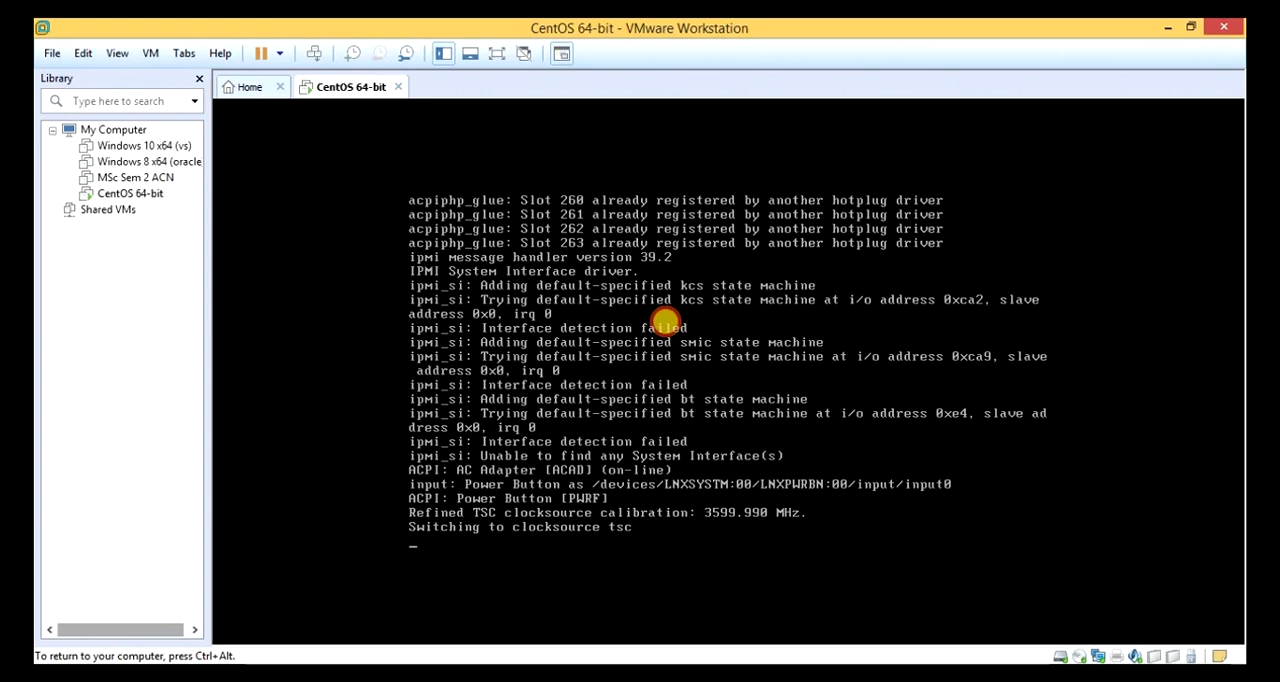 CentOS 64-bit - VMware Workstation
File Edit View VM Tabs Help
Library
Home
CentOS 64-bit
Type here to search
My Computer
Windows 10 x64 (vs)
Windows 8 x64 (oracle
MSc Sem 2 ACN
CentOS 64-bit
Shared VMs
acpiphp_glue: Slot 260 already registered by another hotplug driver
acpiphp_glue: Slot 261 already registered by another hotplug driver
acpiphp_glue: Slot 262 already registered by another hotplug driver
acpiphp_glue: Slot 263 already registered by another hotplug driver
ipmi message handler version 39.2
IPMI System Interface driver.
ipmi_si: Adding default-specified kcs state machine
ipmi_si: Trying default-specified kcs state machine at i/o address 0xca2, slave
address 0x0, irq 0
ipmi_si: Interface detection failed
ipmi_si: Adding default-specified smic state machine
ipmi_si: Trying default-specified smic state machine at i/o address 0xca9, slave
address 0x0, irq 0
ipmi_si: Interface detection failed
ipmi_si: Adding default-specified bt state machine
ipmi_si: Trying default-specified bt state machine at i/o address 0xe4, slave ad
dress 0x0, irq 0
ipmi_si: Interface detection failed
ipmi_si: Unable to find any System Interface(s)
ACPI: AC Adapter [ACAD] (on-line)
input: Power Button as /devices/LNXSYSTM:00/LNXPWRBN:00/input/input0
ACPI: Power Button [PWRF]
Refined TSC clocksource calibration: 3599.990 MHz.
Switching to clocksource tsc
_
To return to your computer, press Ctrl+Alt.